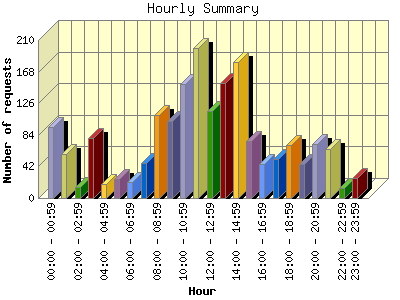 Hourly Summary
Number of requests
210
168
126
84
42
0
00:00 - 00:59
02:00 - 02:59
04:00 - 04:59
06:00 - 06:59
08:00 - 08:59
10:00 - 10:59
12:00 - 12:59
14:00 - 14:59
16:00 - 16:59
18:00 - 18:59
20:00 - 20:59
22:00 - 22:59
23:00 - 23:59
Hour